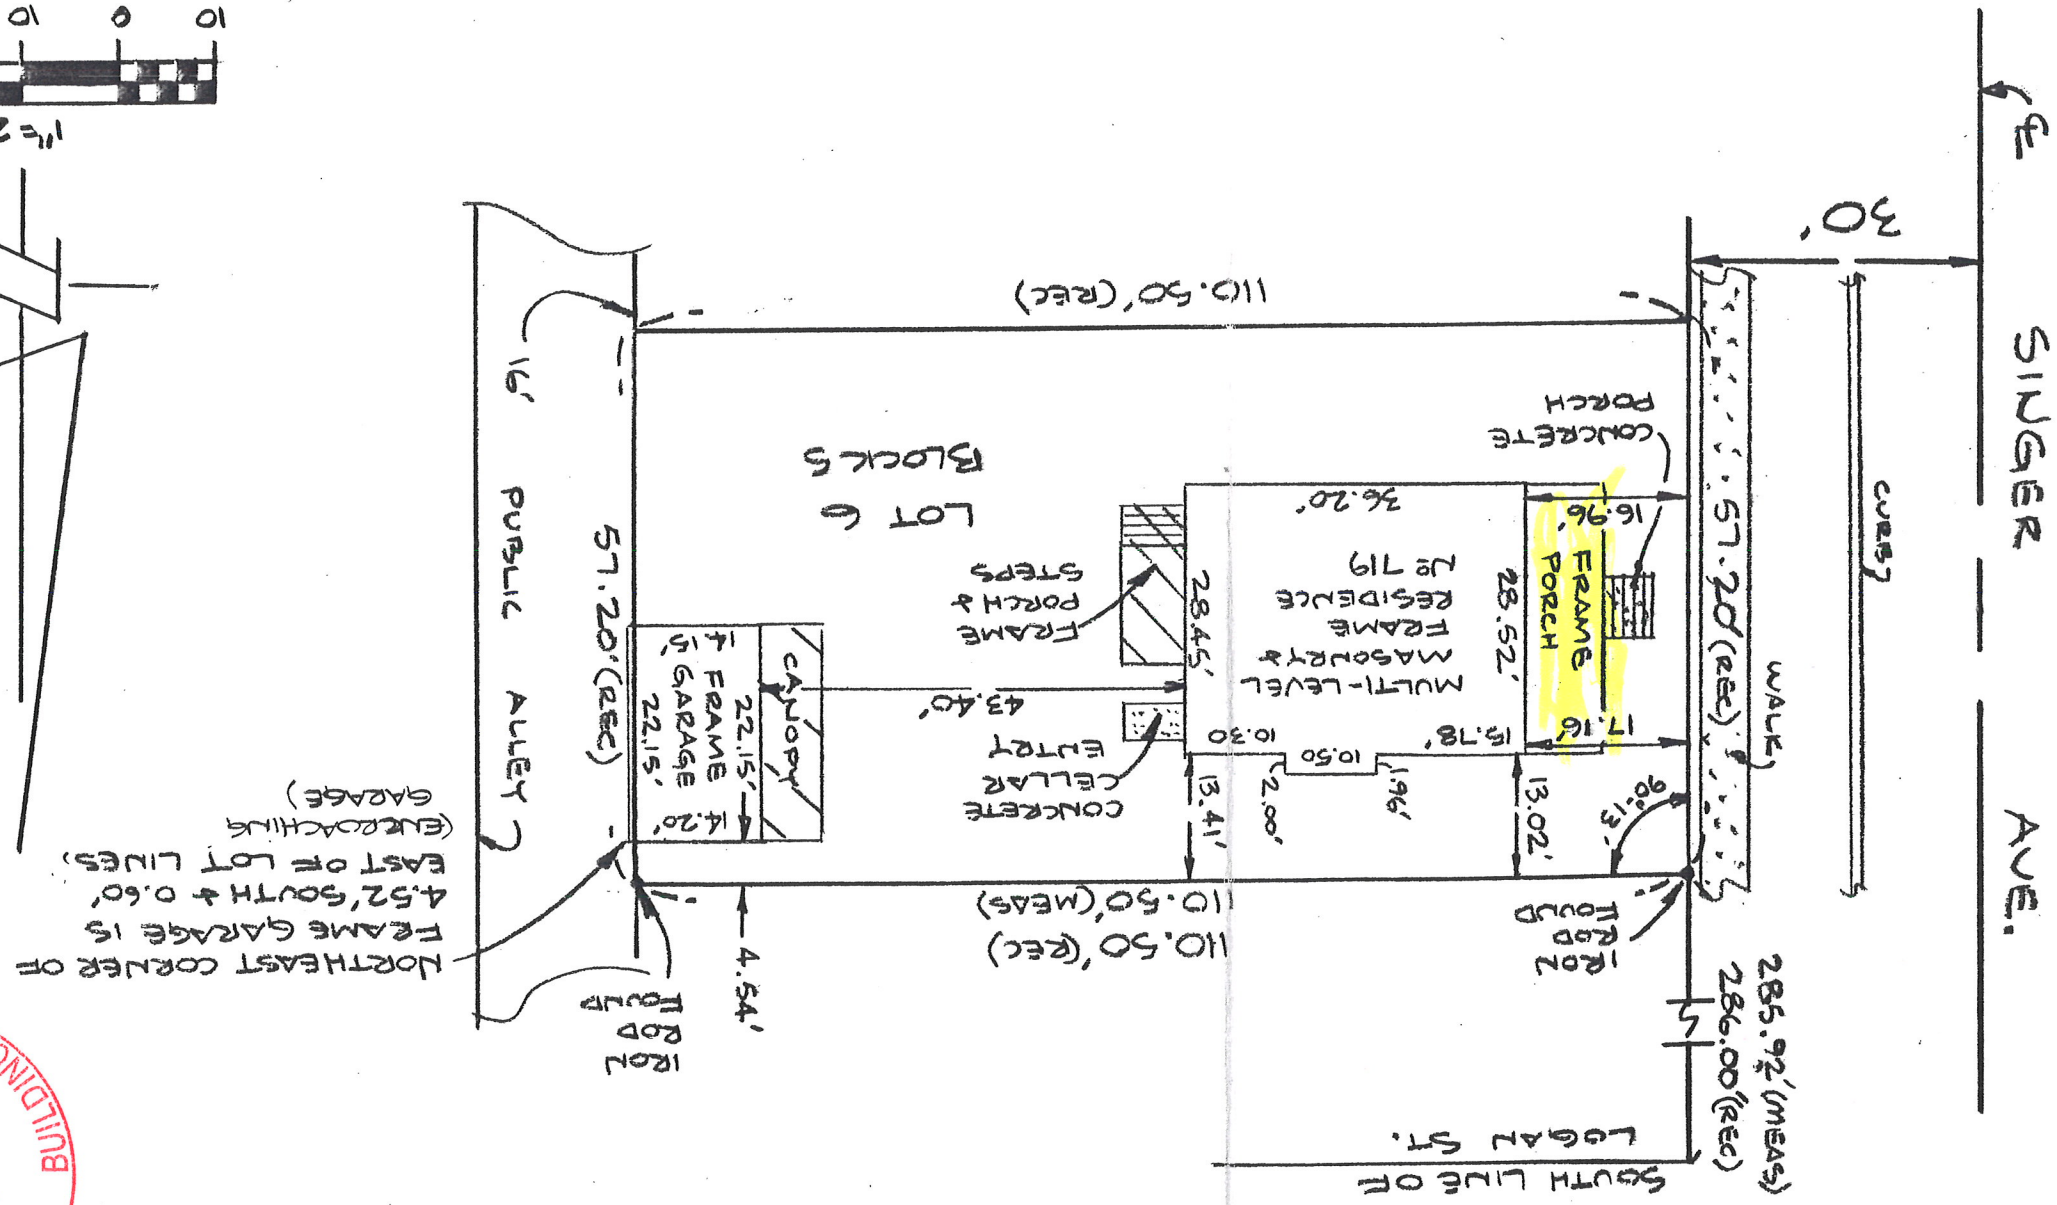 10 0 10
1"=2
℄
SINGER
AVE.
30'
CURB
WALK
57.20'(REC)
110.50'(REC)
16'
PUBLIC
ALLEY
57.20'(REC)
LOT 6
BLOCK 5
CONCRETE
PORCH
16.96'
FRAME
PORCH
17.16'
36.20'
28.52'
28.45'
MULTI-LEVEL
MASONRY &
FRAME
RESIDENCE
Nº 719
15.78'
10.50
10.30
1.96'
2.00'
13.02'
13.41'
90°-13'
FRAME
PORCH &
STEPS
43.40'
CONCRETE
CELLAR
ENTRY
CANOPY
14.15'
FRAME
GARAGE
22.15'
22.15'
14.20'
4.54'
110.50'(MEAS)
110.50'(REC)
IRON
ROD
FOUND
IRON
ROD
FOUND
NORTHEAST CORNER OF
FRAME GARAGE IS
4.52' SOUTH & 0.60'
EAST OF LOT LINES.
(ENCROACHING
GARAGE)
285.92'(MEAS)
286.00'(REC)
SOUTH LINE OF
LOGAN ST.
BUILDING